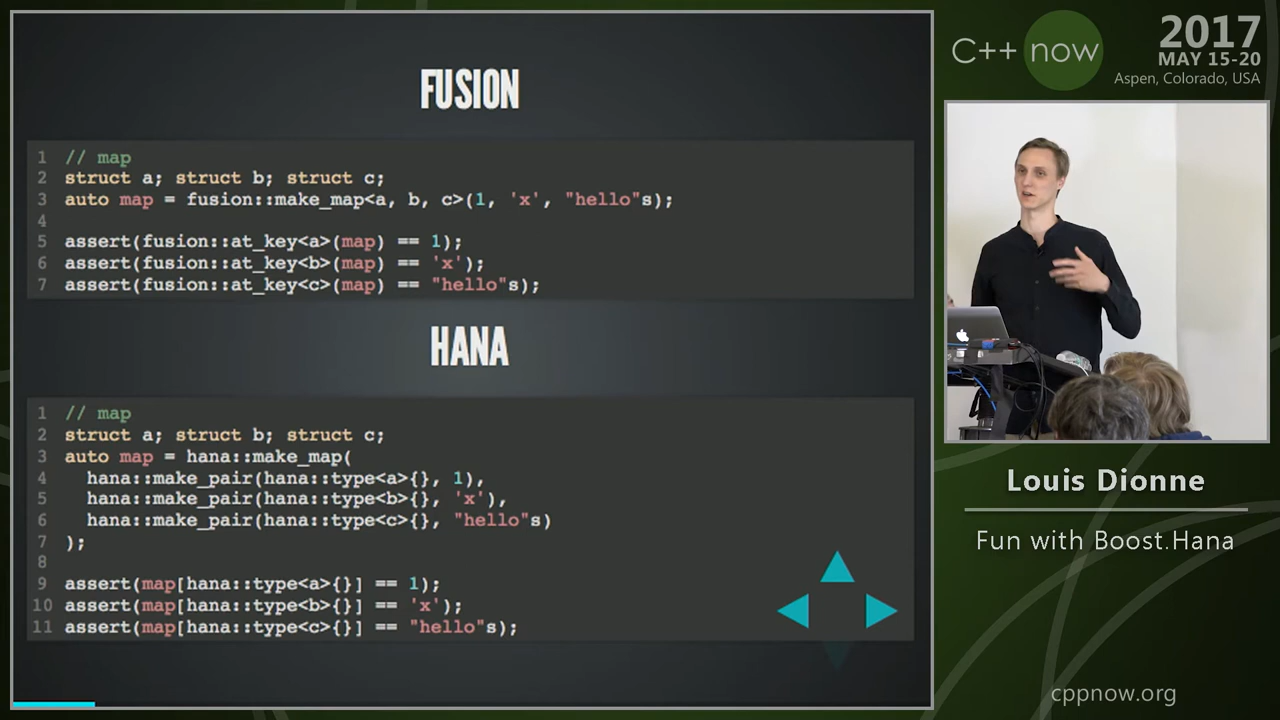 FUSION
1 // map
2 struct a; struct b; struct c;
3 auto map = fusion::make_map<a, b, c>(1, 'x', "hello"s);
4
5 assert(fusion::at_key<a>(map) == 1);
6 assert(fusion::at_key<b>(map) == 'x');
7 assert(fusion::at_key<c>(map) == "hello"s);
HANA
1 // map
2 struct a; struct b; struct c;
3 auto map = hana::make_map(
4 hana::make_pair(hana::type<a>{}, 1),
5 hana::make_pair(hana::type<b>{}, 'x'),
6 hana::make_pair(hana::type<c>{}, "hello"s)
7 );
8
9 assert(map[hana::type<a>{}] == 1);
10 assert(map[hana::type<b>{}] == 'x');
11 assert(map[hana::type<c>{}] == "hello"s);
C++ now
2017
MAY 15-20
Aspen, Colorado, USA
Louis Dionne
Fun with Boost.Hana
cppnow.org